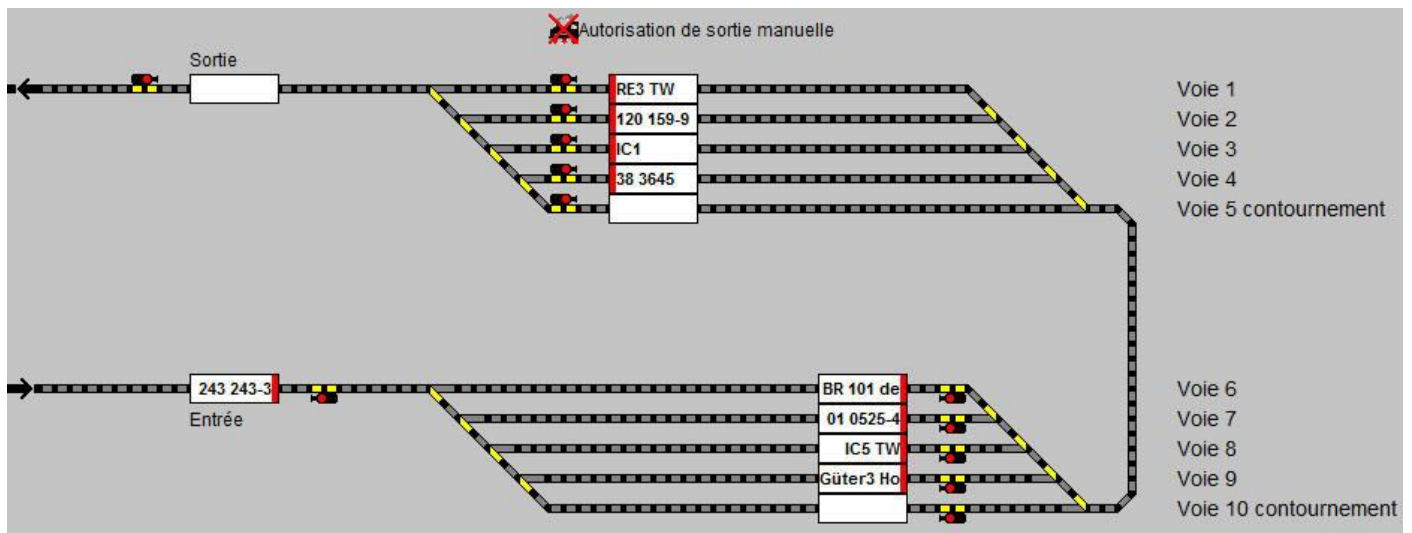 Autorisation de sortie manuelle
Sortie
RE3 TW
Voie 1
120 159-9
Voie 2
IC1
Voie 3
38 3645
Voie 4
Voie 5 contournement
243 243-3
BR 101 de
Voie 6
Entrée
01 0525-4
Voie 7
IC5 TW
Voie 8
Güter3 Ho
Voie 9
Voie 10 contournement